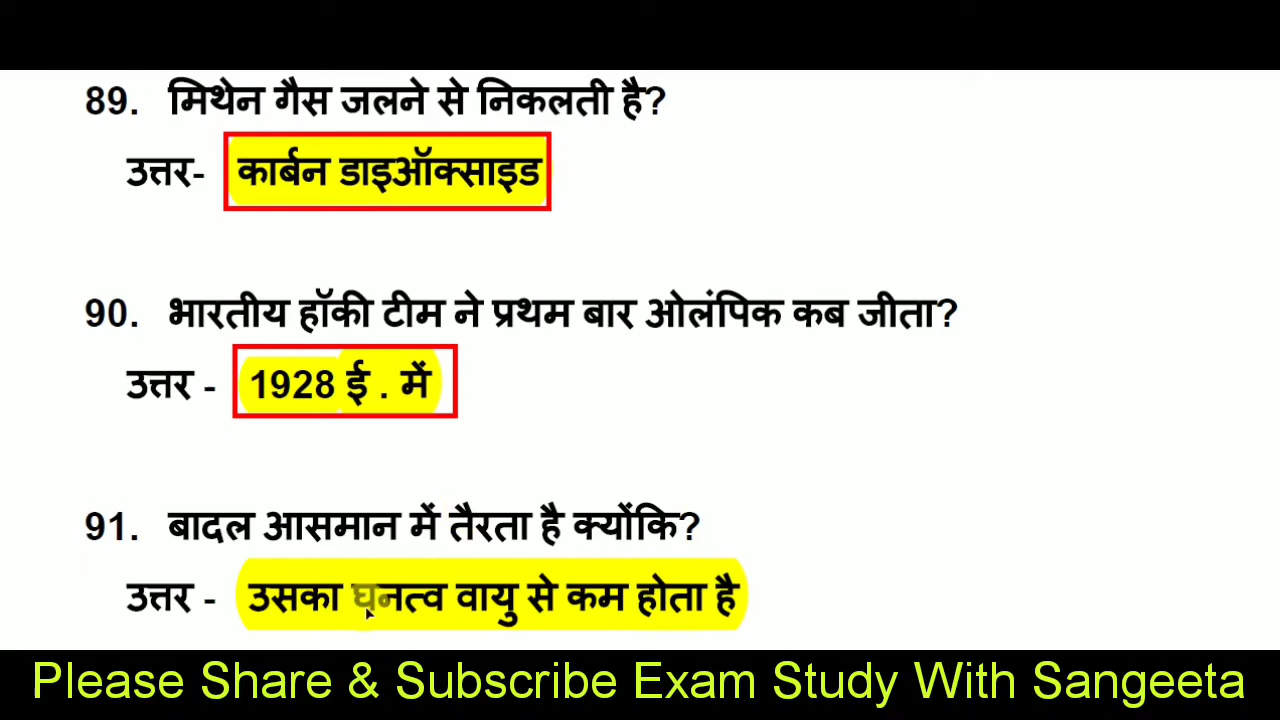 89. मिथेन गैस जलने से निकलती है?
उत्तर- कार्बन डाइऑक्साइड
90. भारतीय हॉकी टीम ने प्रथम बार ओलंपिक कब जीता?
उत्तर - 1928 ई . में
91. बादल आसमान में तैरता है क्योंकि?
उत्तर - उसका घनत्व वायु से कम होता है
Please Share & Subscribe Exam Study With Sangeeta